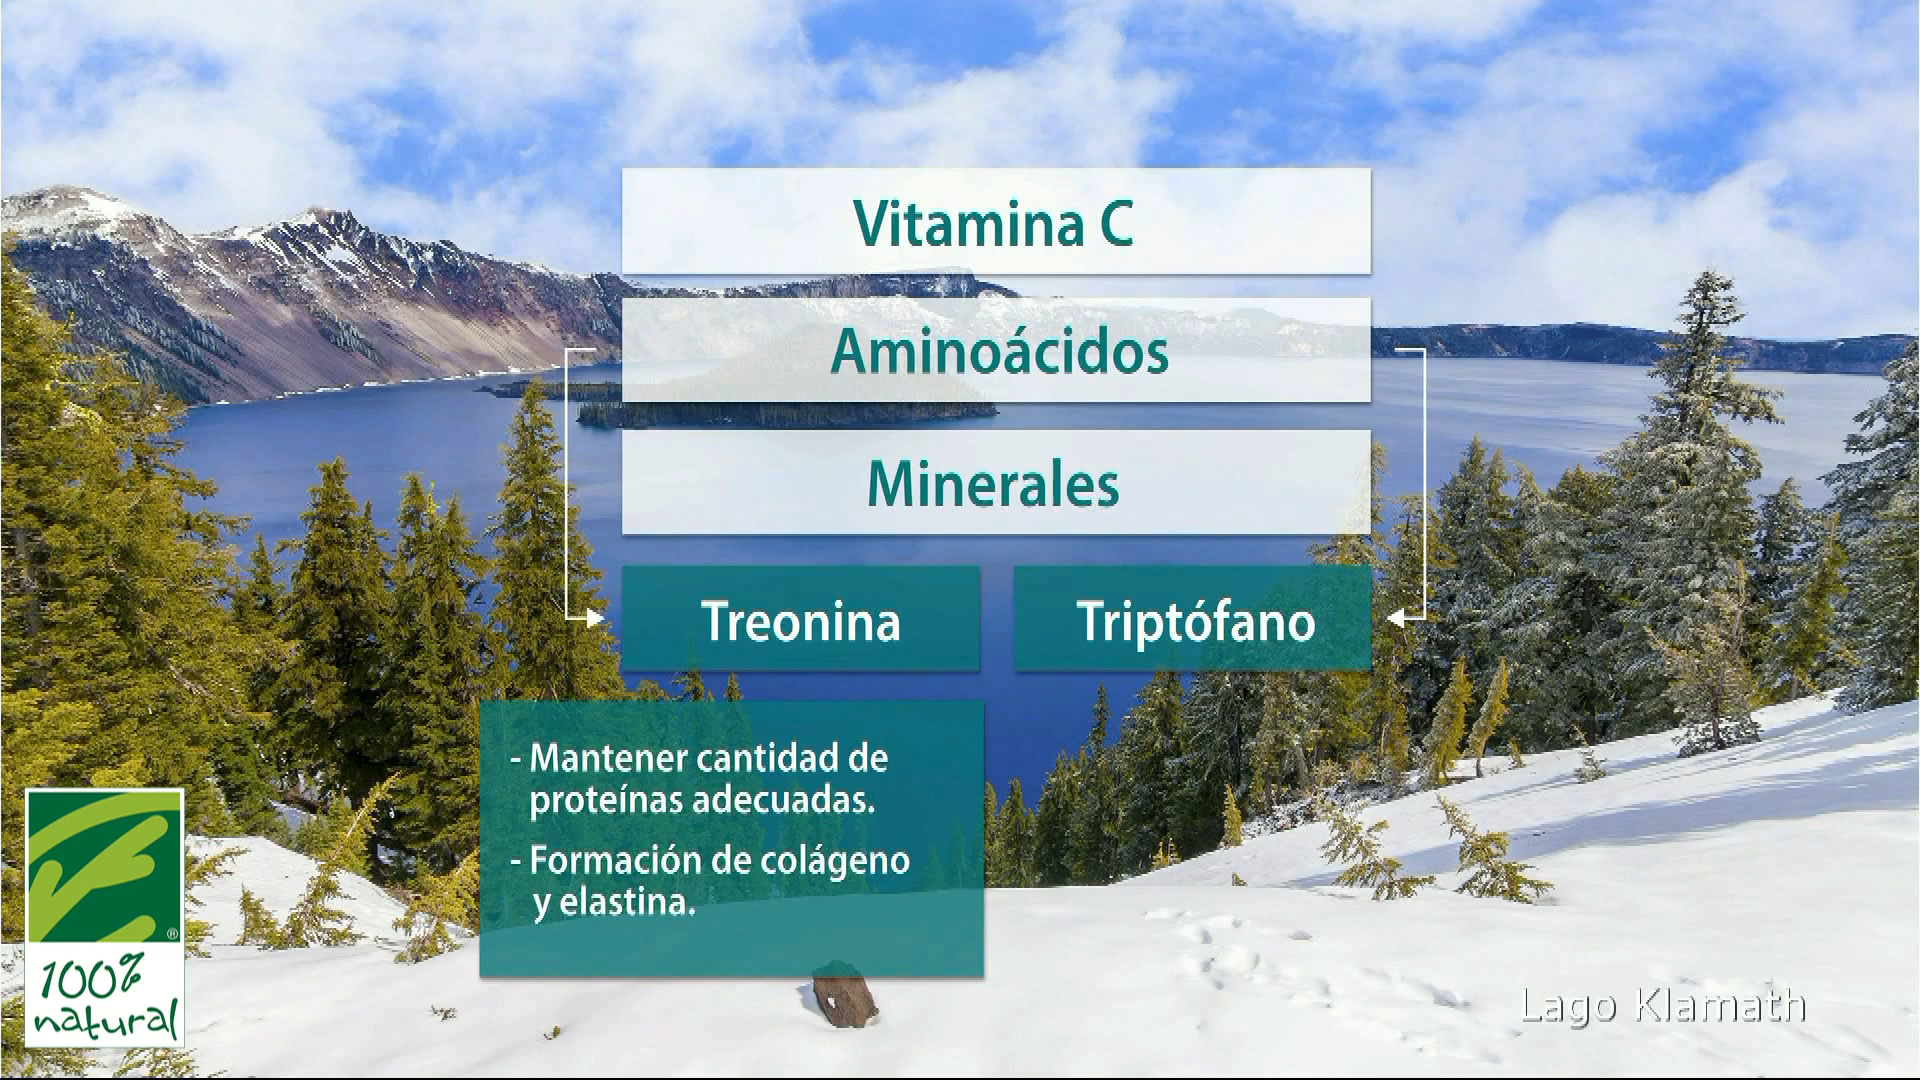 Vitamina C
Aminoácidos
Minerales
Treonina
Triptófano
- Mantener cantidad de
proteínas adecuadas.
- Formación de colágeno
y elastina.
®
100%
natural
Lago Klamath